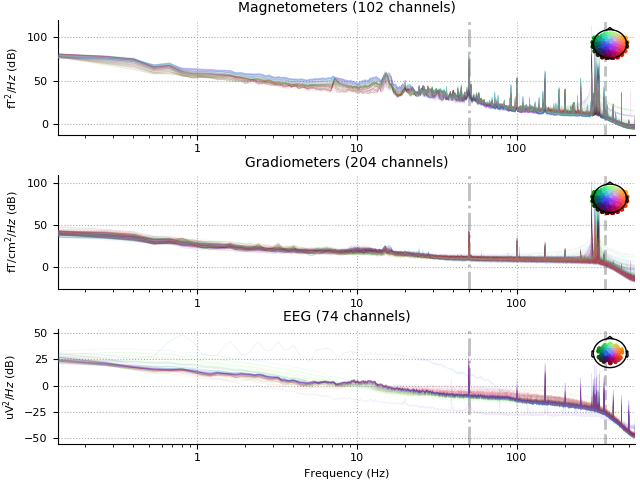 Magnetometers (102 channels)
fT²/Hz (dB)
100
50
0
1
10
100
Gradiometers (204 channels)
fT/cm²/Hz (dB)
100
50
0
1
10
100
EEG (74 channels)
uV²/Hz (dB)
50
25
0
−25
−50
1
10
100
Frequency (Hz)